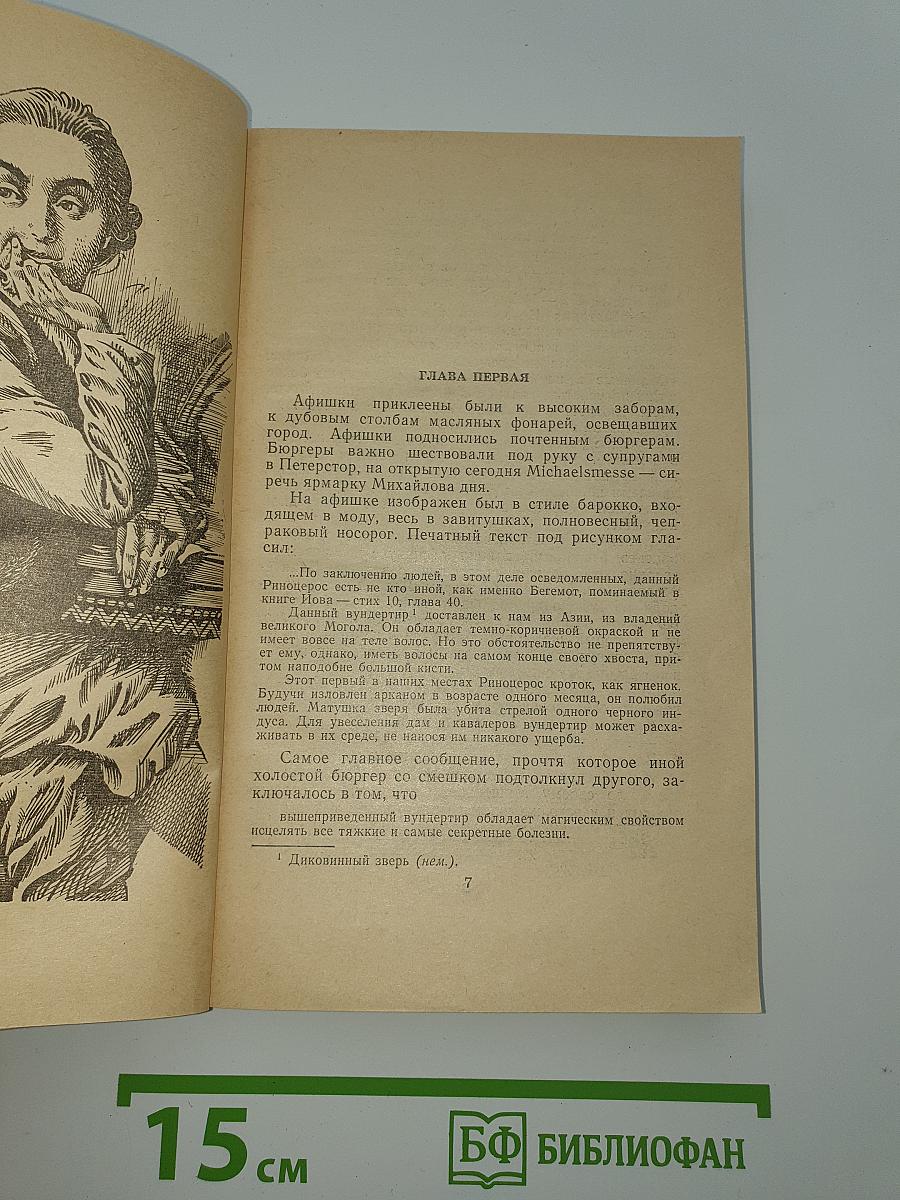 ГЛАВА ПЕРВАЯ
Афишки приклеены были к высоким заборам,
к дубовым столбам масляных фонарей, освещавших
город. Афишки подносились почтенным бюргерам.
Бюргеры важно шествовали под руку с супругами
в Петерстор, на открытую сегодня Michaelsmesse — си-
речь ярмарку Михайлова дня.
На афишке изображен был в стиле барокко, вхо-
дящем в моду, весь в завитушках, полновесный, чеп-
раковый носорог. Печатный текст под рисунком гла-
сил:
...По заключению людей, в этом деле осведомленных, данный
Риноцерос есть не кто иной, как именно Бегемот, поминаемый в
книге Иова — стих 10, глава 40.
Данный вундертир¹ доставлен к нам из Азии, из владений
великого Могола. Он обладает темно-коричневой окраской и не
имеет вовсе на теле волос. Но это обстоятельство не препятству-
ет ему, однако, иметь волосы на самом конце своего хвоста, при-
том наподобие большой кисти.
Этот первый в наших местах Риноцерос кроток, как ягненок.
Будучи изловлен арканом в возрасте одного месяца, он полюбил
людей. Матушка зверя была убита стрелой одного черного ин-
дуса. Для увеселения дам и кавалеров вундертир может расха-
живать в их среде, не нанося им никакого ущерба.
Самое главное сообщение, прочтя которое иной
холостой бюргер со смешком подтолкнул другого, за-
ключалось в том, что
вышеприведенный вундертир обладает магическим свойством
исцелять все тяжкие и самые секретные болезни.
¹ Диковинный зверь (нем.).
7
15 см
БФ БИБЛИОФАН